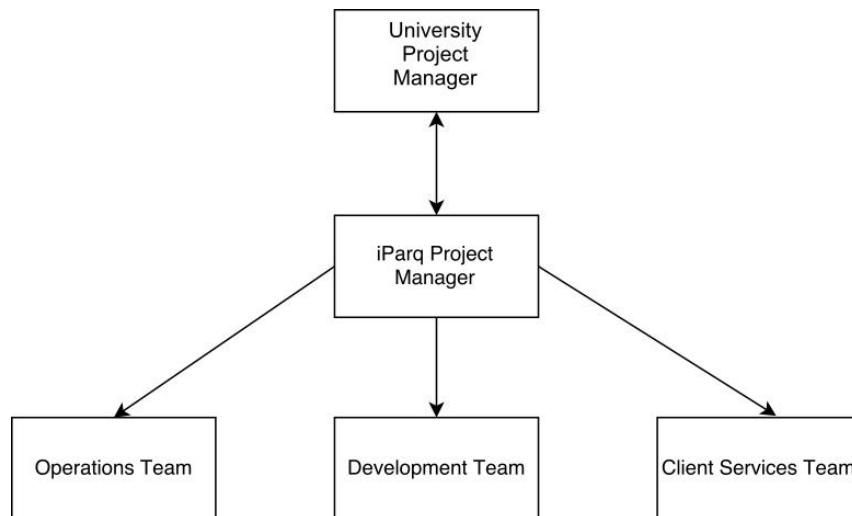 University
Project
Manager
iParq Project
Manager
Operations Team
Development Team
Client Services Team